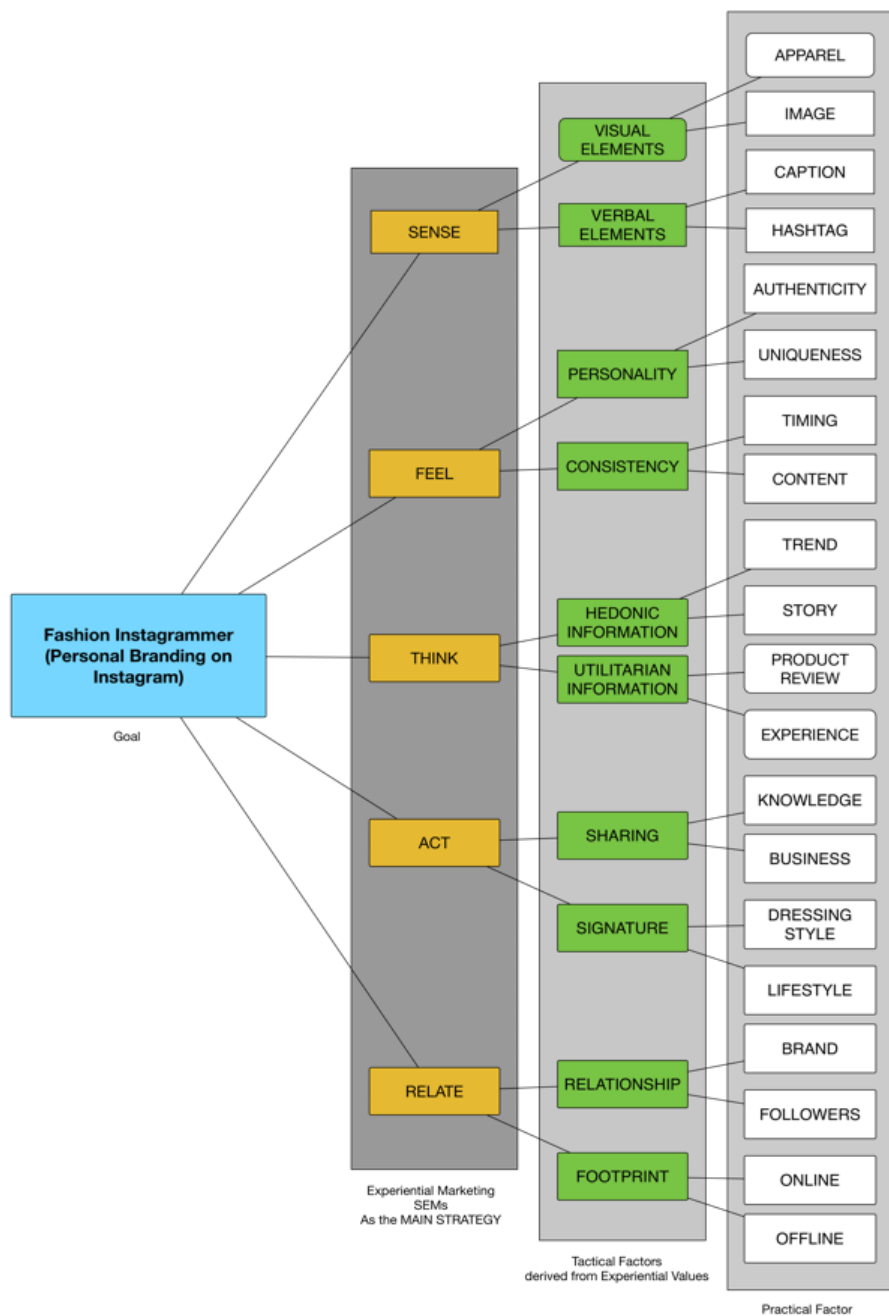 Fashion Instagrammer
(Personal Branding on
Instagram)
Goal
SENSE
FEEL
THINK
ACT
RELATE
Experiential Marketing
SEMs
As the MAIN STRATEGY
VISUAL
ELEMENTS
VERBAL
ELEMENTS
PERSONALITY
CONSISTENCY
HEDONIC
INFORMATION
UTILITARIAN
INFORMATION
SHARING
SIGNATURE
RELATIONSHIP
FOOTPRINT
Tactical Factors
derived from Experiential Values
APPAREL
IMAGE
CAPTION
HASHTAG
AUTHENTICITY
UNIQUENESS
TIMING
CONTENT
TREND
STORY
PRODUCT
REVIEW
EXPERIENCE
KNOWLEDGE
BUSINESS
DRESSING
STYLE
LIFESTYLE
BRAND
FOLLOWERS
ONLINE
OFFLINE
Practical Factor